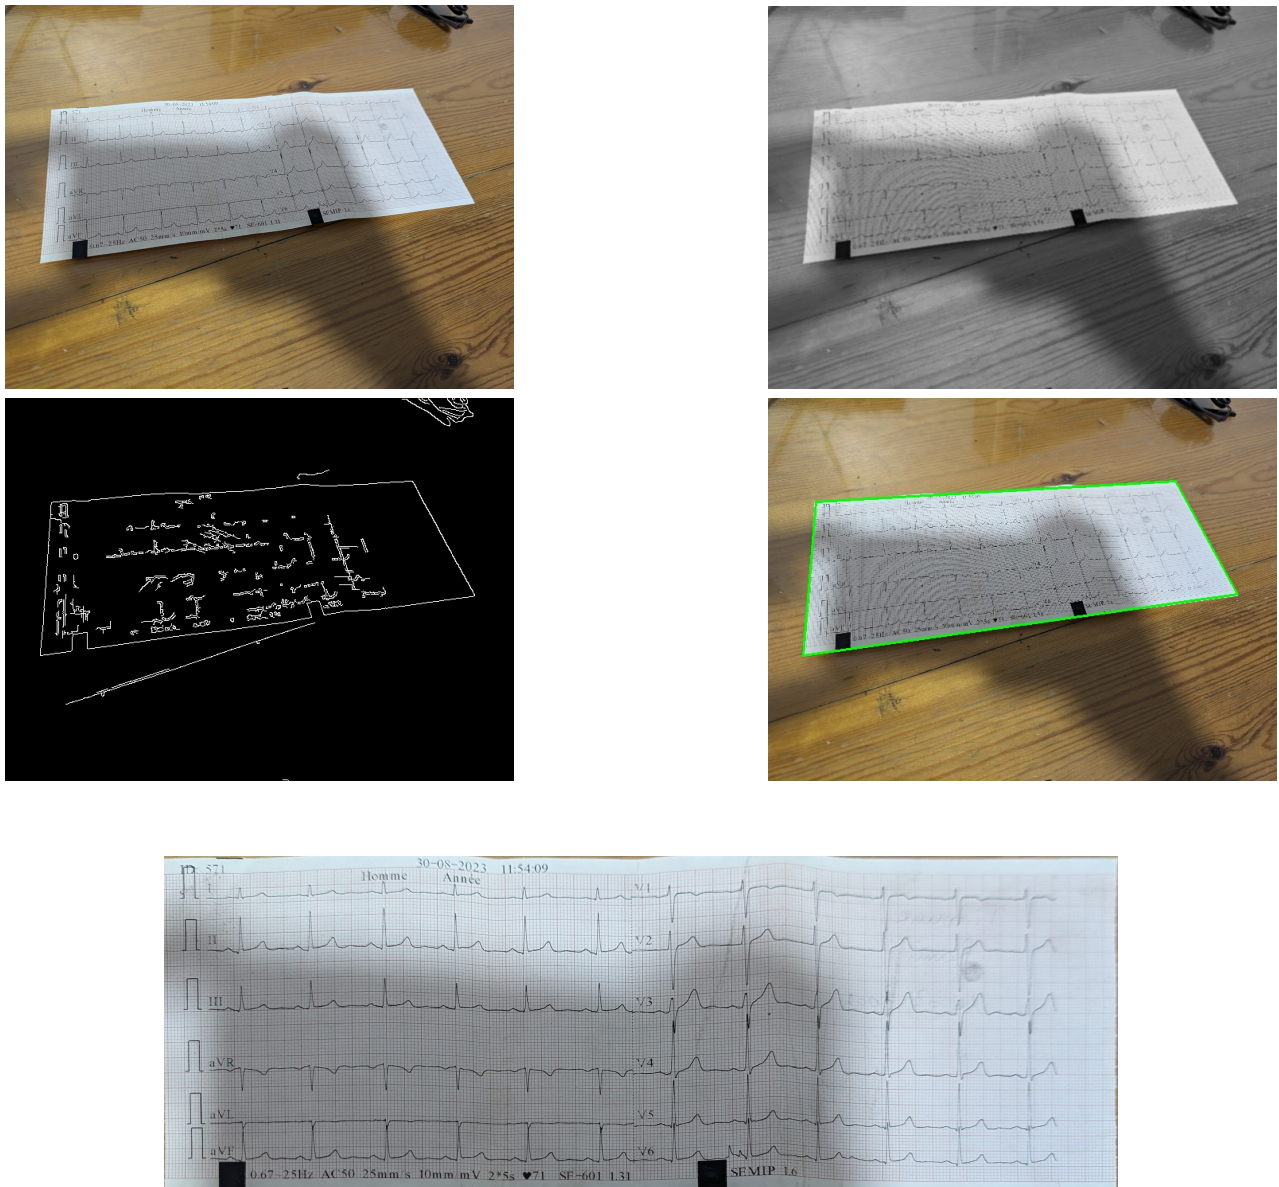 ID: 571 30-08-2023 11:54:09
Homme Année
I V1
II V2
III V3
aVR V4
aVL V5
aVF V6
0.67~25Hz AC50 25mm/s 10mm/mV 2*5s ♥71 SE-601 1.31 SEMIP 1.6